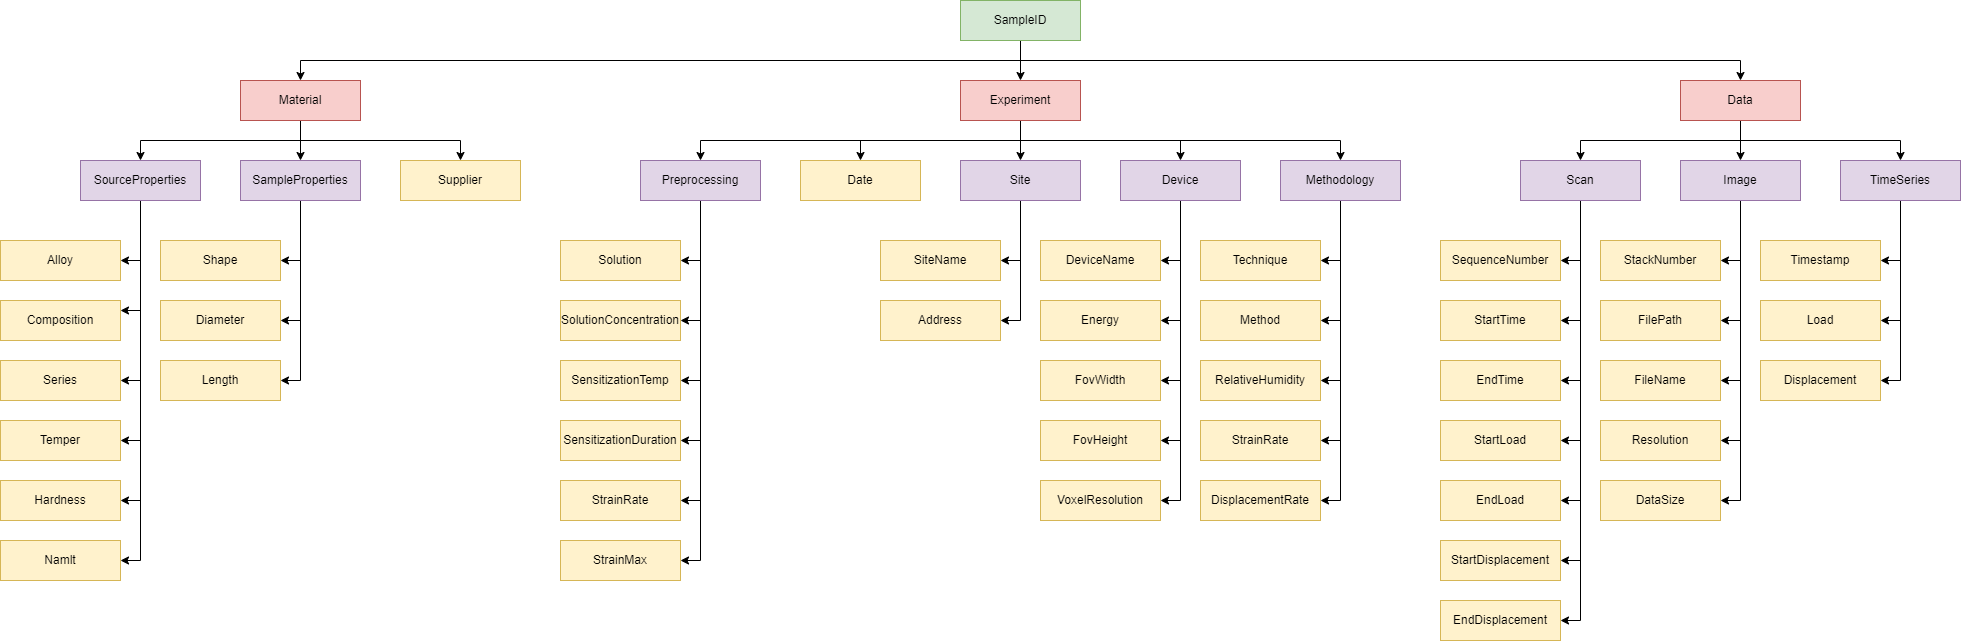 SampleID
Material
Experiment
Data
SourceProperties
SampleProperties
Supplier
Preprocessing
Date
Site
Device
Methodology
Scan
Image
TimeSeries
Alloy
Shape
Solution
SiteName
DeviceName
Technique
SequenceNumber
StackNumber
Timestamp
Composition
Diameter
SolutionConcentration
Address
Energy
Method
StartTime
FilePath
Load
Series
Length
SensitizationTemp
FovWidth
RelativeHumidity
EndTime
FileName
Displacement
Temper
SensitizationDuration
FovHeight
StrainRate
StartLoad
Resolution
Hardness
StrainRate
VoxelResolution
DisplacementRate
EndLoad
DataSize
Namlt
StrainMax
StartDisplacement
EndDisplacement